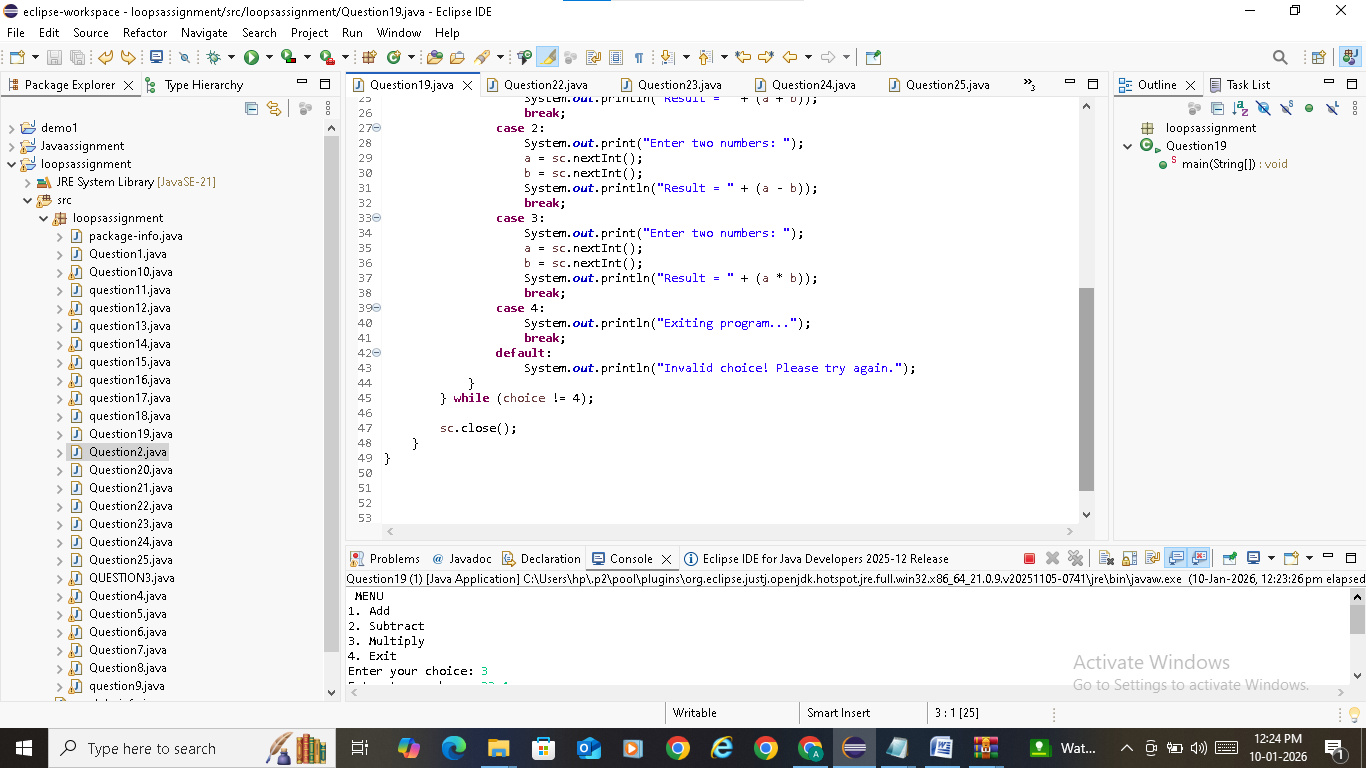 eclipse-workspace - loopsassignment/src/loopsassignment/Question19.java - Eclipse IDE
File Edit Source Refactor Navigate Search Project Run Window Help
Package Explorer Type Hierarchy
demo1
Javaassignment
loopsassignment
JRE System Library [JavaSE-21]
src
loopsassignment
package-info.java
Question1.java
Question10.java
question11.java
question12.java
question13.java
question14.java
question15.java
question16.java
question17.java
question18.java
Question19.java
Question2.java
Question20.java
Question21.java
Question22.java
Question23.java
Question24.java
Question25.java
QUESTION3.java
Question4.java
Question5.java
Question6.java
Question7.java
Question8.java
question9.java
Question19.java Question22.java Question23.java Question24.java Question25.java 3
25 System.out.println("Result = " + (a + b));
26 break;
27 case 2:
28 System.out.print("Enter two numbers: ");
29 a = sc.nextInt();
30 b = sc.nextInt();
31 System.out.println("Result = " + (a - b));
32 break;
33 case 3:
34 System.out.print("Enter two numbers: ");
35 a = sc.nextInt();
36 b = sc.nextInt();
37 System.out.println("Result = " + (a * b));
38 break;
39 case 4:
40 System.out.println("Exiting program...");
41 break;
42 default:
43 System.out.println("Invalid choice! Please try again.");
44 }
45 } while (choice != 4);
46
47 sc.close();
48 }
49 }
50
51
52
53
Outline Task List
loopsassignment
Question19
main(String[]) : void
Problems Javadoc Declaration Console Eclipse IDE for Java Developers 2025-12 Release
Question19 (1) [Java Application] C:\Users\hp\.p2\pool\plugins\org.eclipse.justj.openjdk.hotspot.jre.full.win32.x86_64_21.0.9.v20251105-0741\jre\bin\javaw.exe (10-Jan-2026, 12:23:26 pm elapsed
MENU
1. Add
2. Subtract
3. Multiply
4. Exit
Enter your choice: 3
Activate Windows
Go to Settings to activate Windows.
Writable Smart Insert 3 : 1 [25]
Type here to search
Wat...
12:24 PM
10-01-2026
1